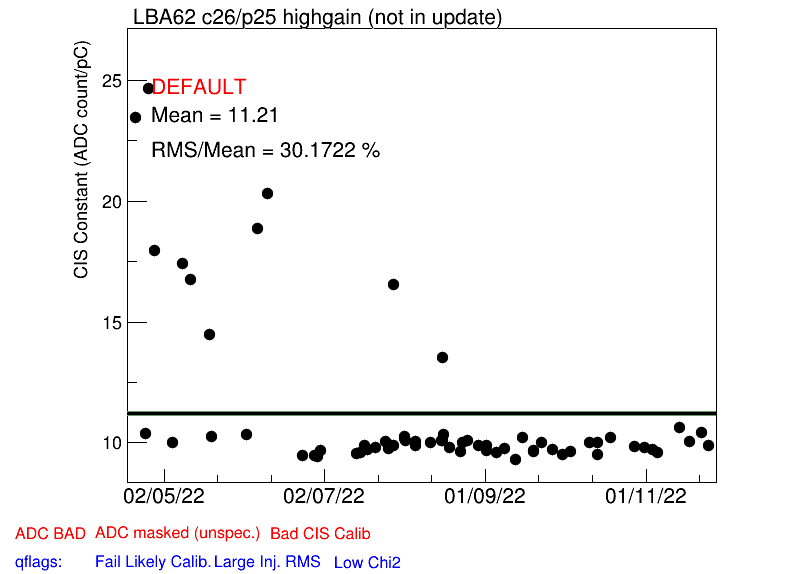 LBA62 c26/p25 highgain (not in update)
CIS Constant (ADC count/pC)
25
20
15
10
DEFAULT
Mean = 11.21
RMS/Mean = 30.1722 %
02/05/22 02/07/22 01/09/22 01/11/22
ADC BAD ADC masked (unspec.) Bad CIS Calib
qflags: Fail Likely Calib. Large Inj. RMS Low Chi2